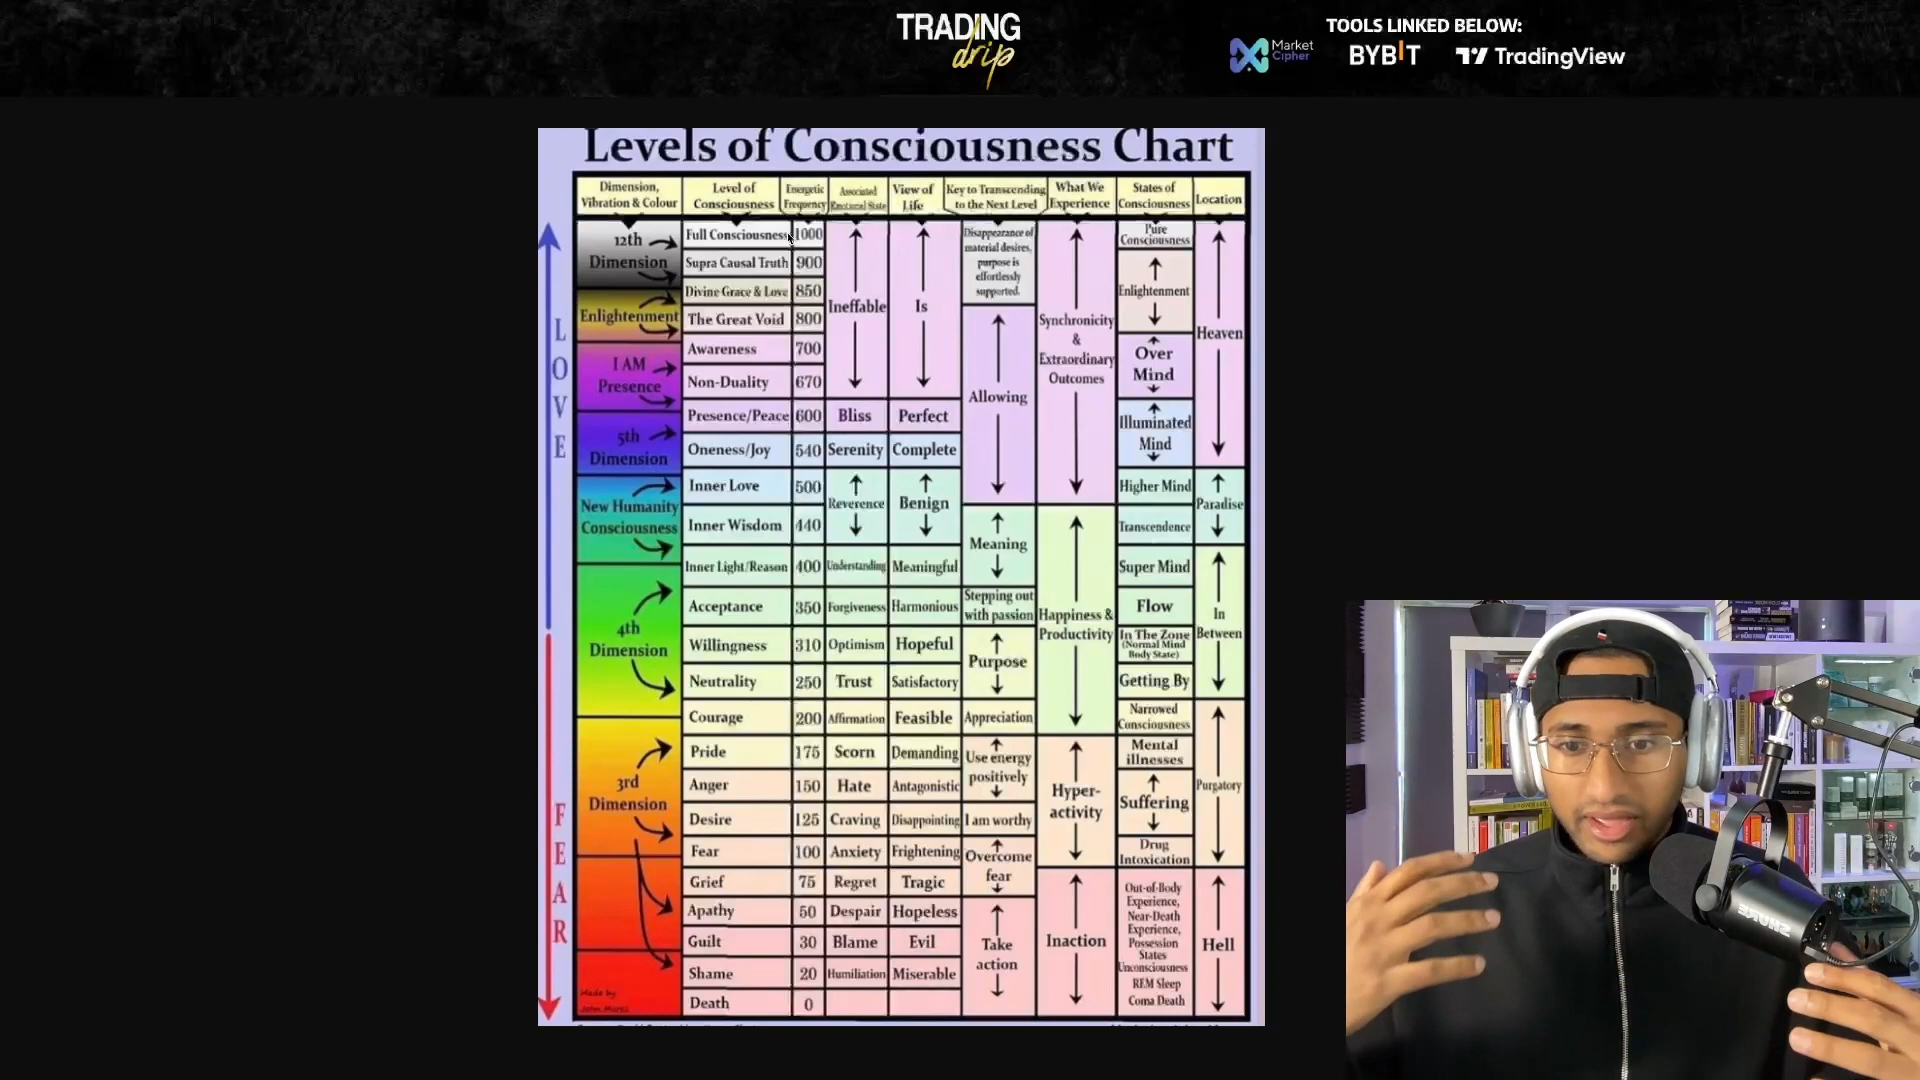 TRADING
drip
TOOLS LINKED BELOW:
Market
Cipher
BYBIT
TradingView
Levels of Consciousness Chart
Dimension,
Vibration & Colour
Level of
Consciousness
Energetic
Frequency
Associated
Emotional State
View of
Life
Key to Transcending
to the Next Level
What We
Experience
States of
Consciousness
Location
LOVE
FEAR
12th
Dimension
Enlightenment
I AM
Presence
5th
Dimension
New Humanity
Consciousness
4th
Dimension
3rd
Dimension
Made by
Full Consciousness 1000
Supra Causal Truth 900
Divine Grace & Love 850
The Great Void 800
Awareness 700
Non-Duality 670
Ineffable
Is
Presence/Peace 600 Bliss Perfect
Oneness/Joy 540 Serenity Complete
Inner Love 500
Inner Wisdom 440
Reverence
Benign
Inner Light/Reason 400 Understanding Meaningful
Acceptance 350 Forgiveness Harmonious
Willingness 310 Optimism Hopeful
Neutrality 250 Trust Satisfactory
Courage 200 Affirmation Feasible
Pride 175 Scorn Demanding
Anger 150 Hate Antagonistic
Desire 125 Craving Disappointing
Fear 100 Anxiety Frightening
Grief 75 Regret Tragic
Apathy 50 Despair Hopeless
Guilt 30 Blame Evil
Shame 20 Humiliation Miserable
Death 0
Disappearance of
material desires,
purpose is
effortlessly
supported.
Allowing
Meaning
Stepping out
with passion
Purpose
Appreciation
Use energy
positively
I am worthy
Overcome
fear
Take
action
Synchronicity
&
Extraordinary
Outcomes
Happiness &
Productivity
Hyper-
activity
Inaction
Pure
Consciousness
Enlightenment
Over
Mind
Illuminated
Mind
Higher Mind
Transcendence
Super Mind
Flow
In The Zone
(Normal Mind
Body State)
Getting By
Narrowed
Consciousness
Mental
illnesses
Suffering
Drug
Intoxication
Out-of-Body
Experience,
Near-Death
Experience,
Possession
States
Unconsciousness
REM Sleep
Coma Death
Heaven
Paradise
In
Between
Purgatory
Hell
SHURE